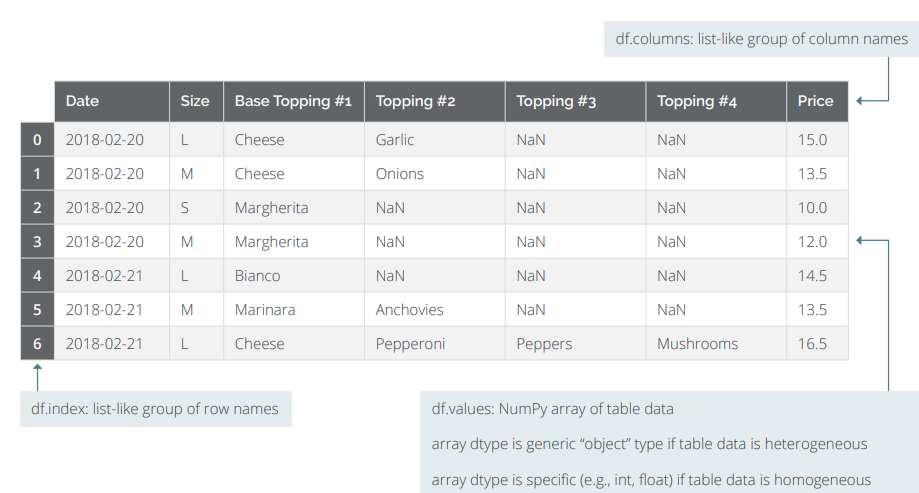 df.columns: list-like group of column names
Date Size Base Topping #1 Topping #2 Topping #3 Topping #4 Price
0 2018-02-20 L Cheese Garlic NaN NaN 15.0
1 2018-02-20 M Cheese Onions NaN NaN 13.5
2 2018-02-20 S Margherita NaN NaN NaN 10.0
3 2018-02-20 M Margherita NaN NaN NaN 12.0
4 2018-02-21 L Bianco NaN NaN NaN 14.5
5 2018-02-21 M Marinara Anchovies NaN NaN 13.5
6 2018-02-21 L Cheese Pepperoni Peppers Mushrooms 16.5
df.index: list-like group of row names
df.values: NumPy array of table data
array dtype is generic “object” type if table data is heterogeneous
array dtype is specific (e.g., int, float) if table data is homogeneous